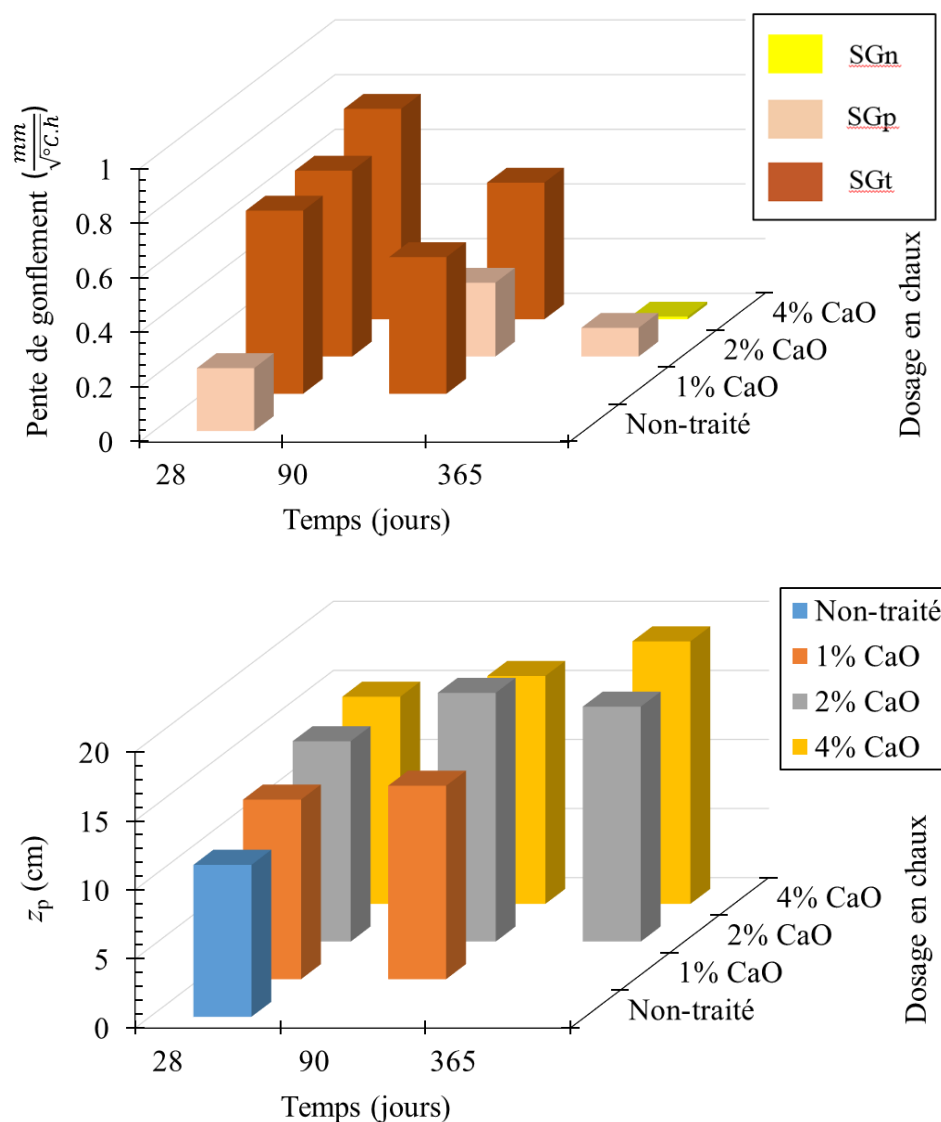 SGn
SGp
SGt
Pente de gonflement (mm/√°C.h)
1
0.8
0.6
0.4
0.2
0
28
90
365
Temps (jours)
Non-traité
1% CaO
2% CaO
4% CaO
Dosage en chaux
Non-traité
1% CaO
2% CaO
4% CaO
z_p (cm)
20
15
10
5
0
28
90
365
Temps (jours)
Non-traité
1% CaO
2% CaO
4% CaO
Dosage en chaux